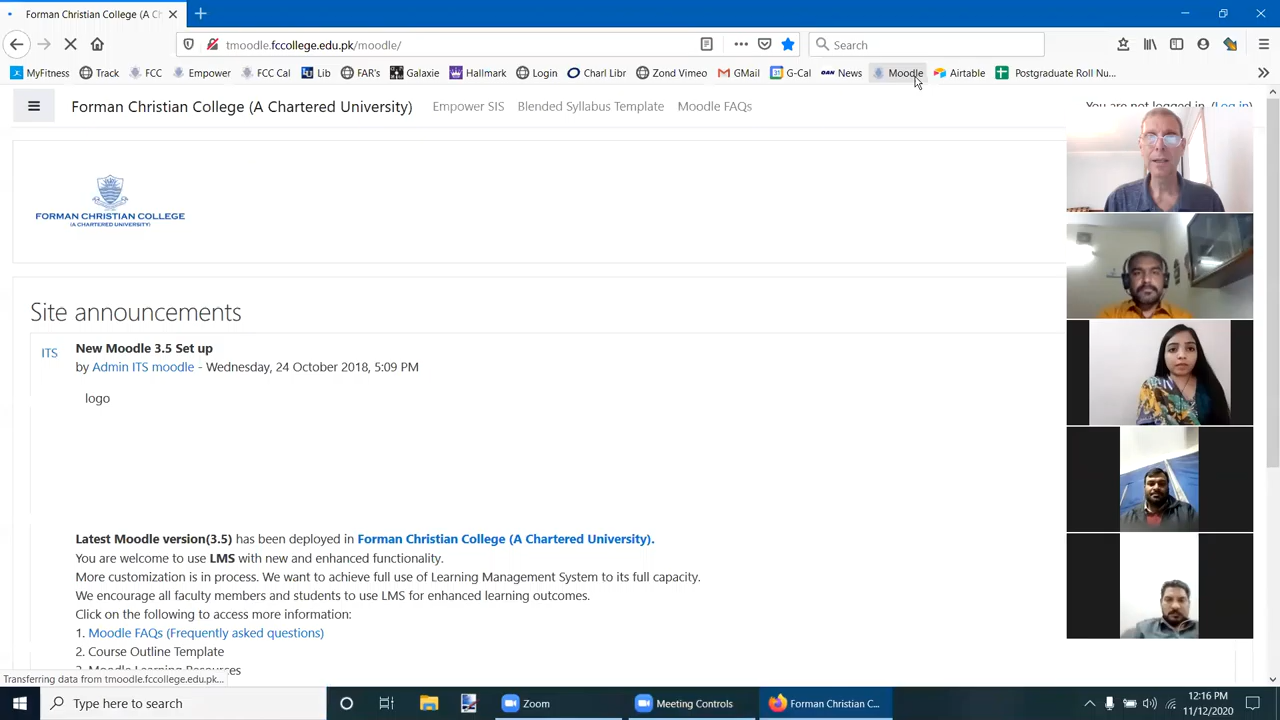 Forman Christian College (A Ch
tmoodle.fccollege.edu.pk/moodle/
Search
MyFitness Track FCC Empower FCC Cal Lib FAR's Galaxie Hallmark Login Charl Libr Zond Vimeo GMail G-Cal News Moodle Airtable Postgraduate Roll Nu...
Forman Christian College (A Chartered University) Empower SIS Blended Syllabus Template Moodle FAQs You are not logged in. (Log in)
FORMAN CHRISTIAN COLLEGE
(A CHARTERED UNIVERSITY)
Site announcements
ITS
New Moodle 3.5 Set up
by Admin ITS moodle - Wednesday, 24 October 2018, 5:09 PM
logo
Latest Moodle version(3.5) has been deployed in Forman Christian College (A Chartered University).
You are welcome to use LMS with new and enhanced functionality.
More customization is in process. We want to achieve full use of Learning Management System to its full capacity.
We encourage all faculty members and students to use LMS for enhanced learning outcomes.
Click on the following to access more information:
1. Moodle FAQs (Frequently asked questions)
2. Course Outline Template
3. Moodle Learning Resources
Transferring data from tmoodle.fccollege.edu.pk...
Type here to search
Zoom
Meeting Controls
Forman Christian C...
12:16 PM
11/12/2020